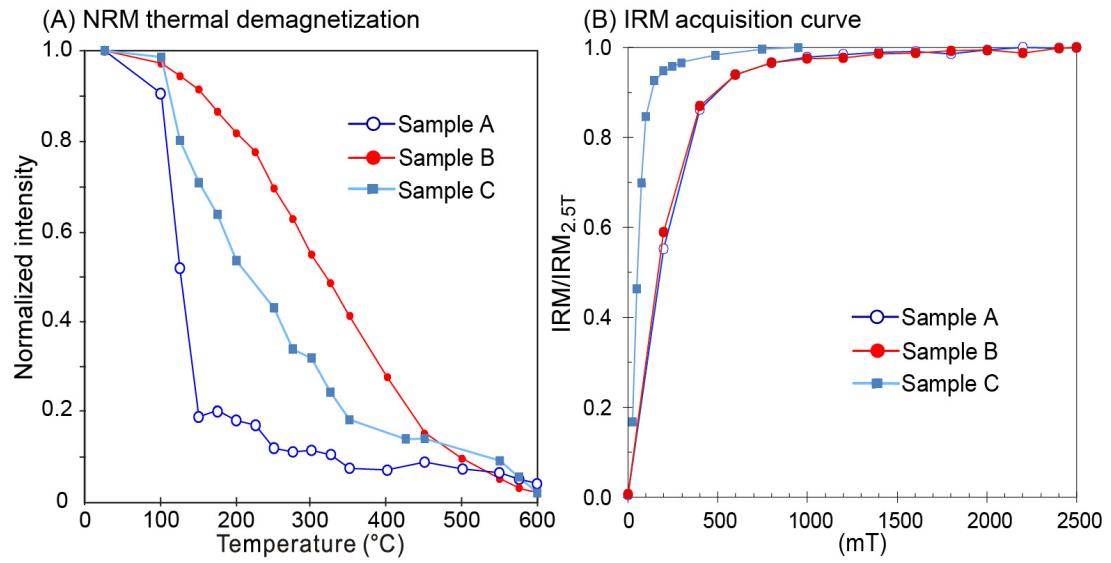 (A) NRM thermal demagnetization
Normalized intensity
1.0
0.8
0.6
0.4
0.2
0
Sample A
Sample B
Sample C
0
100
200
300
400
500
600
Temperature (°C)
(B) IRM acquisition curve
IRM/IRM2.5T
1.0
0.8
0.6
0.4
0.2
0.0
Sample A
Sample B
Sample C
0
500
1000
1500
2000
2500
(mT)